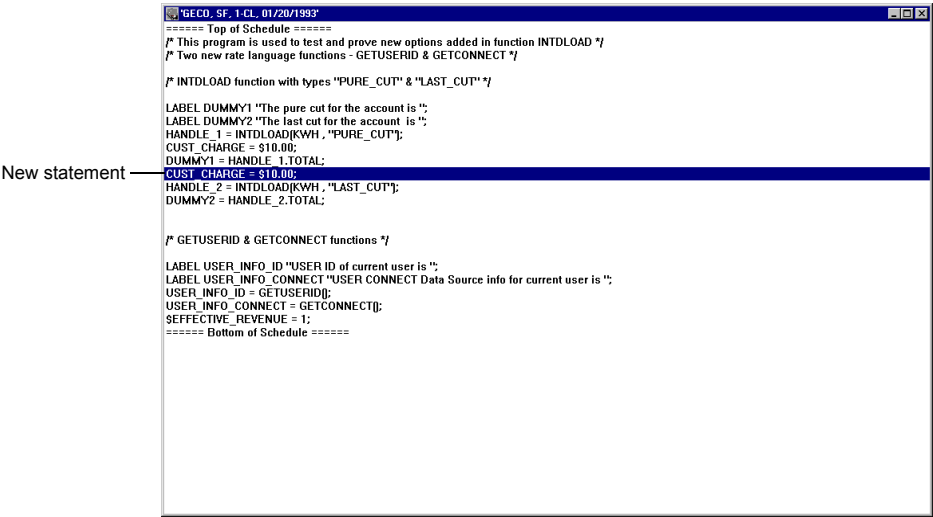 'GECO, SF, 1-CL, 01/20/1993'
====== Top of Schedule ======
/* This program is used to test and prove new options added in function INTDLOAD */
/* Two new rate language functions - GETUSERID & GETCONNECT */
/* INTDLOAD function with types "PURE_CUT" & "LAST_CUT" */
LABEL DUMMY1 "The pure cut for the account is ";
LABEL DUMMY2 "The last cut for the account  is ";
HANDLE_1 = INTDLOAD(KWH , "PURE_CUT");
CUST_CHARGE = $10.00;
DUMMY1 = HANDLE_1.TOTAL;
New statement
CUST_CHARGE = $10.00;
HANDLE_2 = INTDLOAD(KWH , "LAST_CUT");
DUMMY2 = HANDLE_2.TOTAL;
/* GETUSERID & GETCONNECT functions */
LABEL USER_INFO_ID "USER ID of current user is ";
LABEL USER_INFO_CONNECT "USER CONNECT Data Source info for current user is ";
USER_INFO_ID = GETUSERID();
USER_INFO_CONNECT = GETCONNECT();
$EFFECTIVE_REVENUE = 1;
====== Bottom of Schedule ======